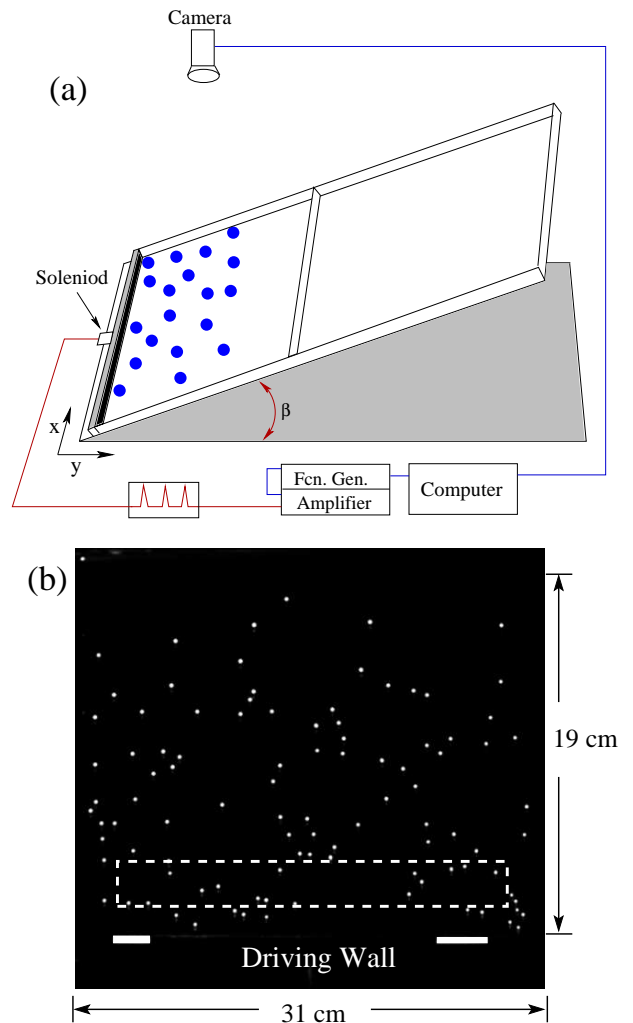 Camera
(a)
Soleniod
β
x
y
Fcn. Gen.
Amplifier
Computer
(b)
19 cm
Driving Wall
31 cm